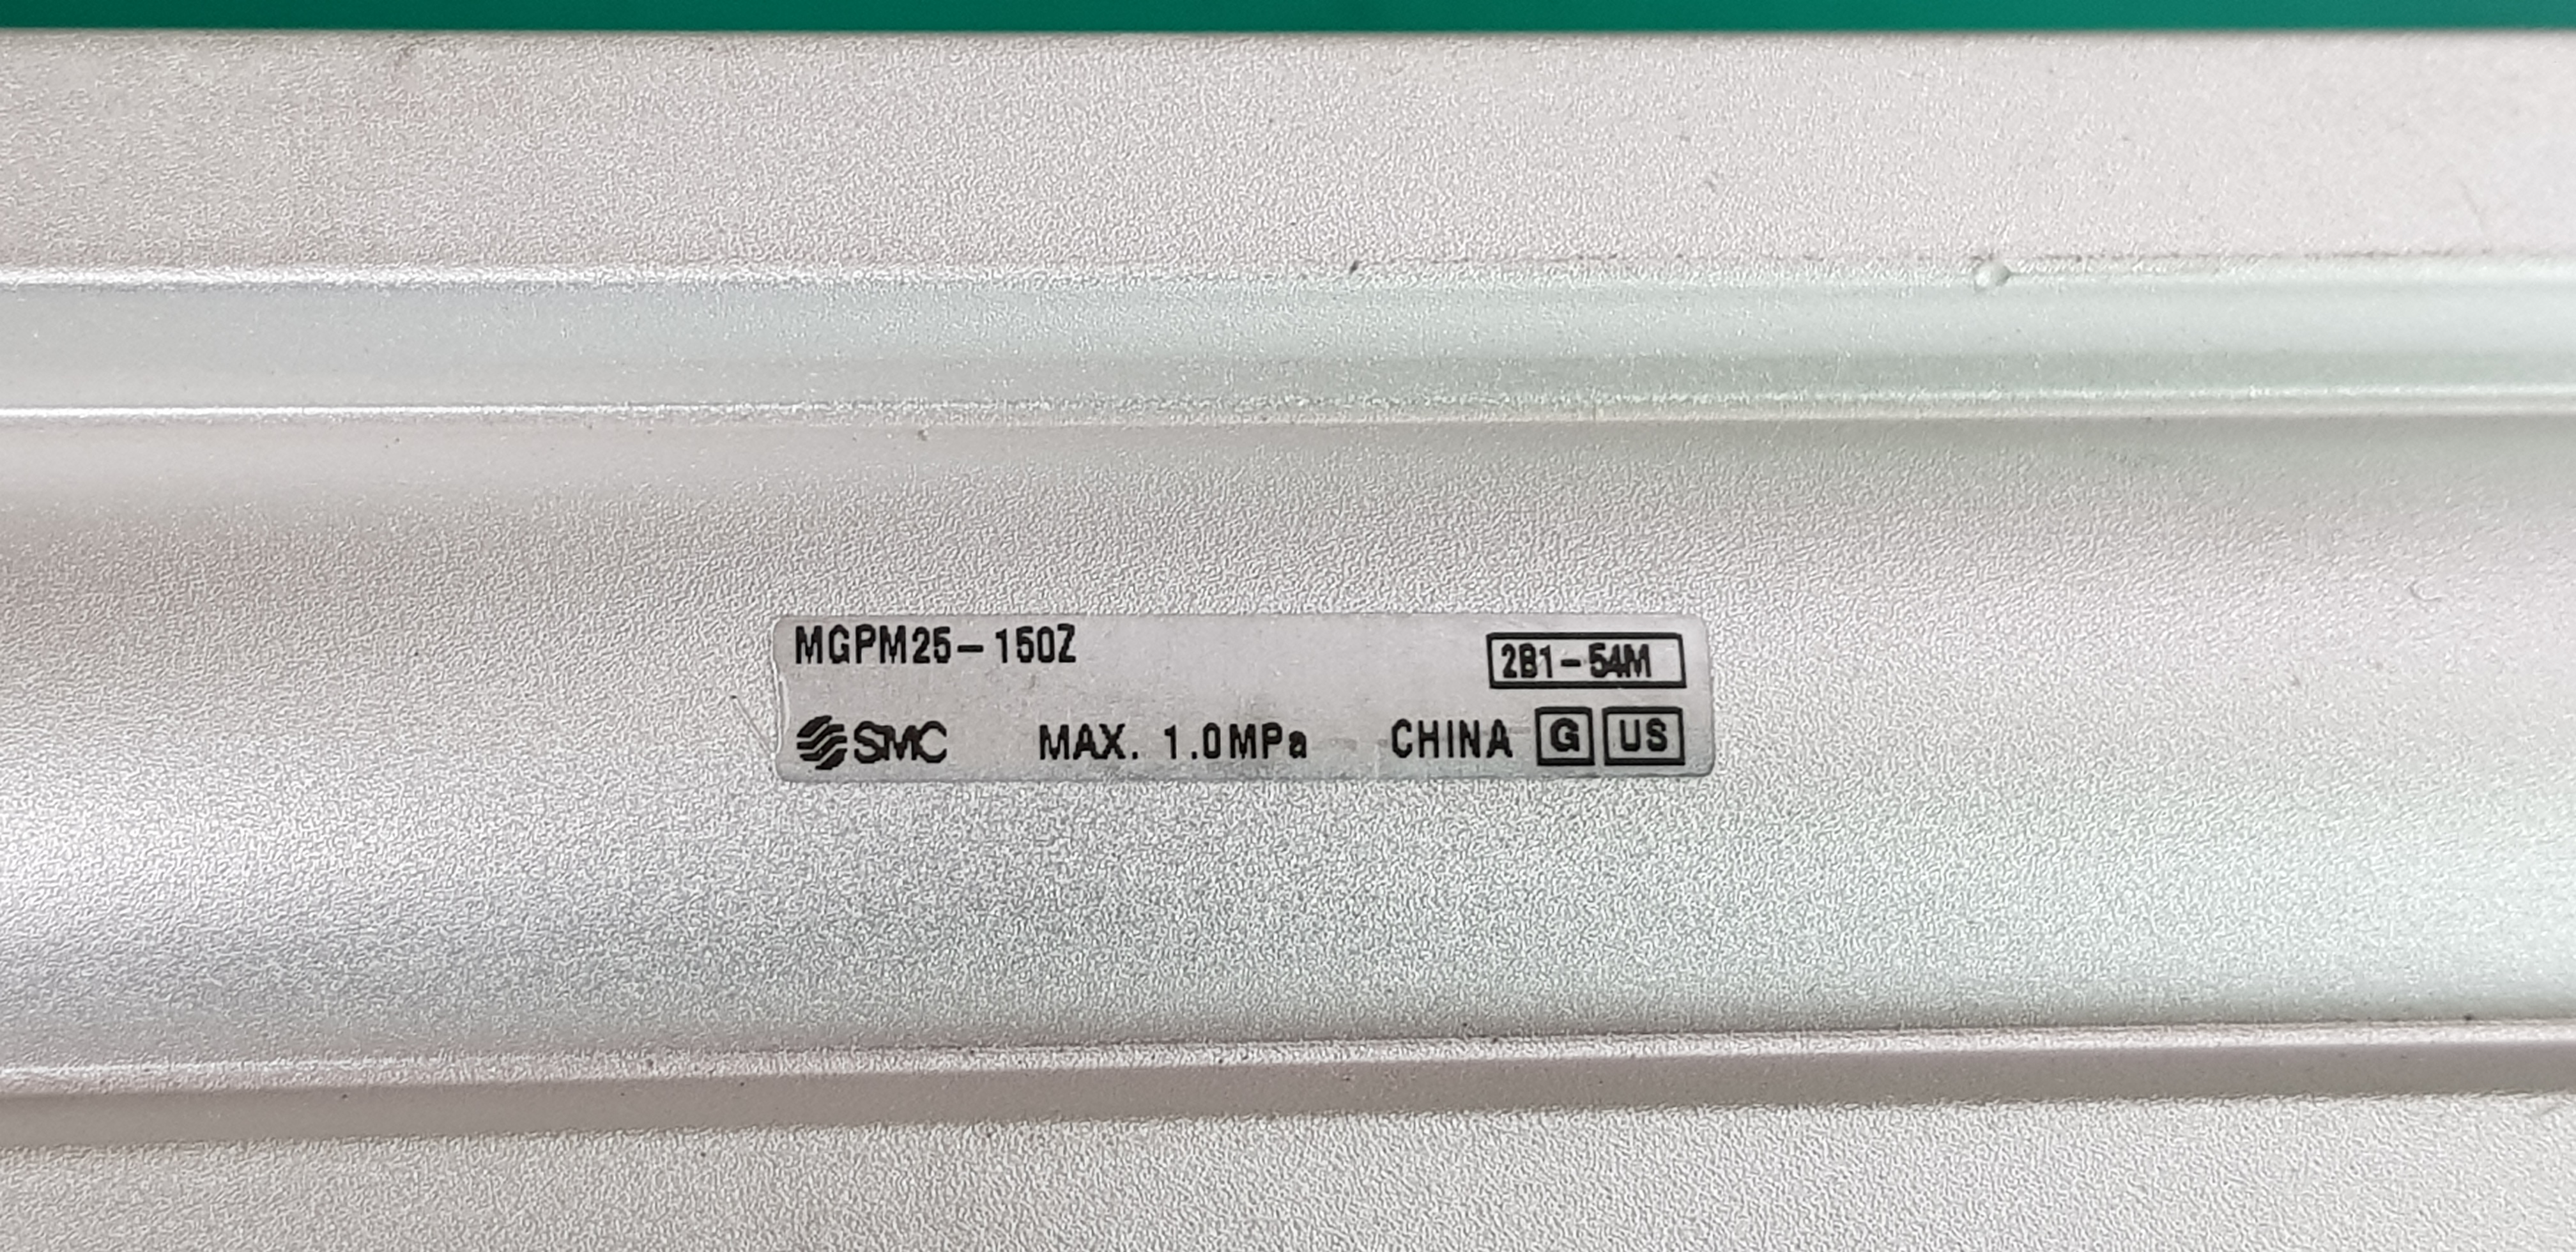 MGPM25-150Z
2B1-54M
SMC MAX. 1.0MPa CHINA G US